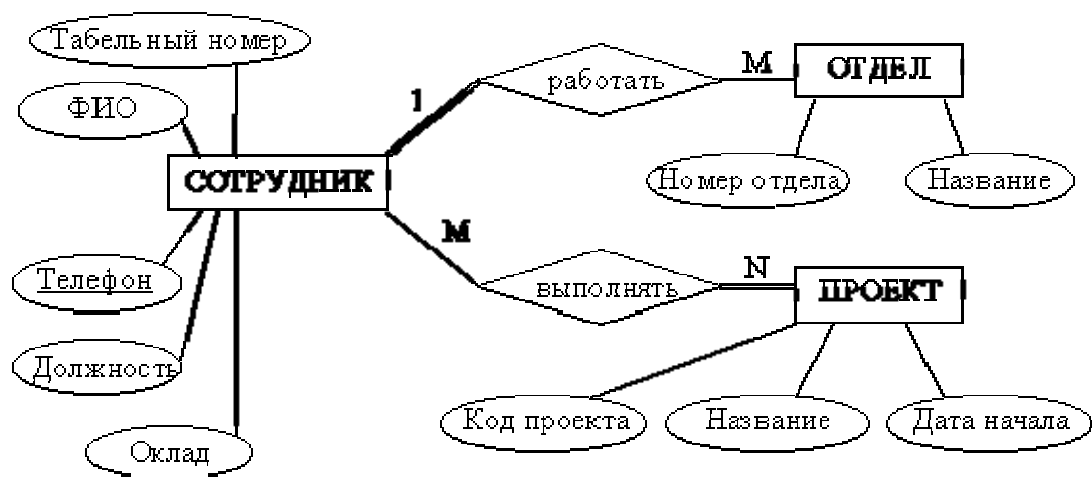 Табельный номер
ФИО
СОТРУДНИК
Телефон
Должность
Оклад
1
работать
М
ОТДЕЛ
Номер отдела
Название
М
выполнять
N
ПРОЕКТ
Код проекта
Название
Дата начала